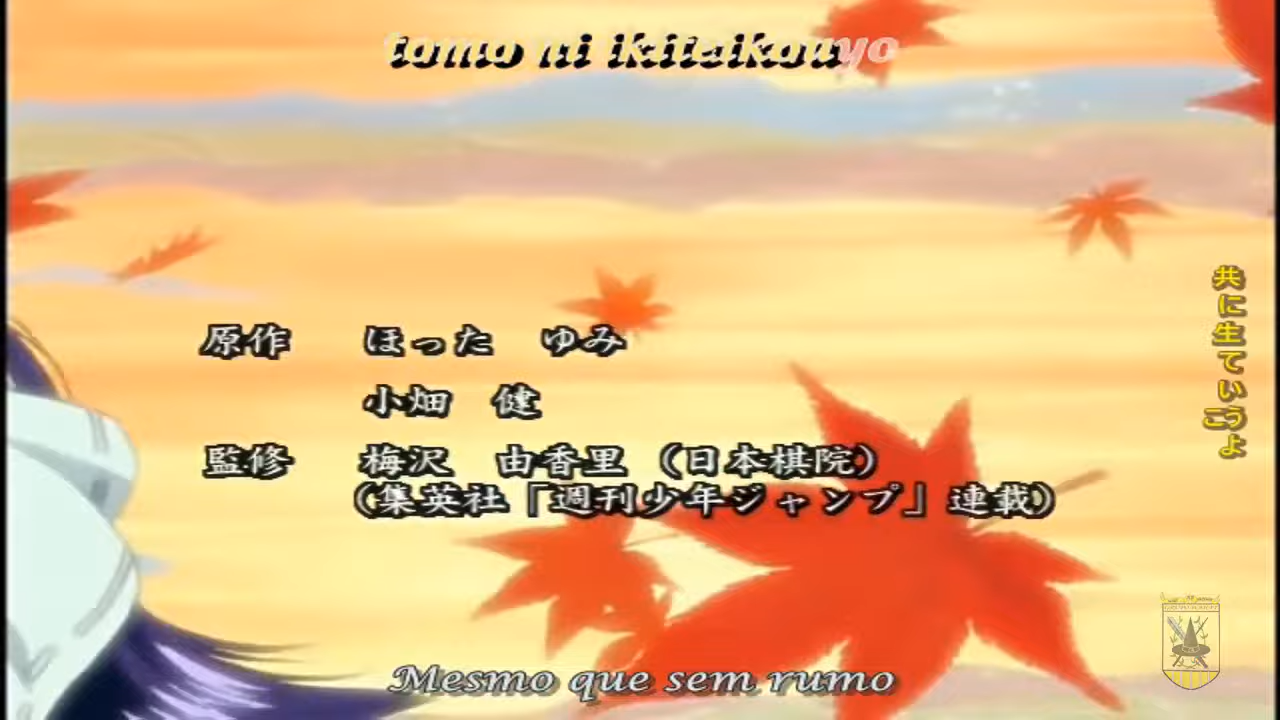 tomo ni ikiteikouyo
原作 ほった ゆみ
小畑 健
監修 梅沢 由香里 (日本棋院)
(集英社「週刊少年ジャンプ」連載)
共に生ていこうよ
Mesmo que sem rumo